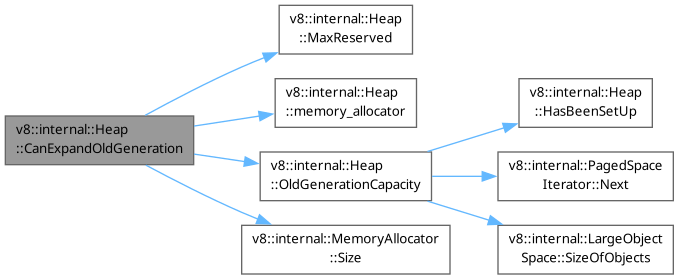 v8::internal::Heap
::MaxReserved
v8::internal::Heap
::memory_allocator
v8::internal::Heap
::HasBeenSetUp
v8::internal::Heap
::CanExpandOldGeneration
v8::internal::Heap
::OldGenerationCapacity
v8::internal::PagedSpace
Iterator::Next
v8::internal::MemoryAllocator
::Size
v8::internal::LargeObject
Space::SizeOfObjects